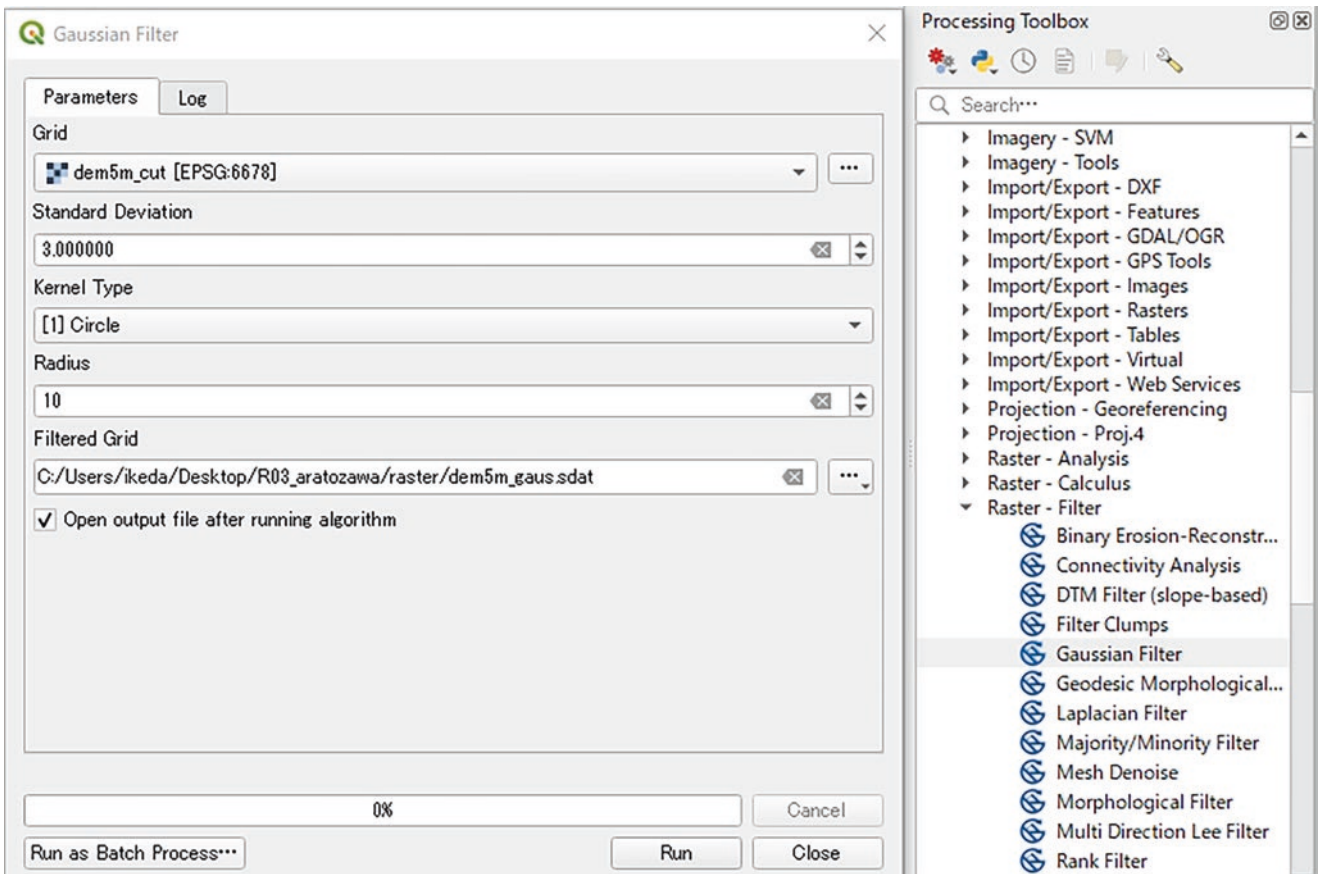 Gaussian Filter
Parameters
Log
Grid
dem5m_cut [EPSG:6678]
...
Standard Deviation
3.000000
Kernel Type
[1] Circle
Radius
10
Filtered Grid
C:/Users/ikeda/Desktop/R03_aratozawa/raster/dem5m_gaus.sdat
...
Open output file after running algorithm
0%
Cancel
Run as Batch Process…
Run
Close
Processing Toolbox
Search…
Imagery - SVM
Imagery - Tools
Import/Export - DXF
Import/Export - Features
Import/Export - GDAL/OGR
Import/Export - GPS Tools
Import/Export - Images
Import/Export - Rasters
Import/Export - Tables
Import/Export - Virtual
Import/Export - Web Services
Projection - Georeferencing
Projection - Proj.4
Raster - Analysis
Raster - Calculus
Raster - Filter
Binary Erosion-Reconstr...
Connectivity Analysis
DTM Filter (slope-based)
Filter Clumps
Gaussian Filter
Geodesic Morphological...
Laplacian Filter
Majority/Minority Filter
Mesh Denoise
Morphological Filter
Multi Direction Lee Filter
Rank Filter